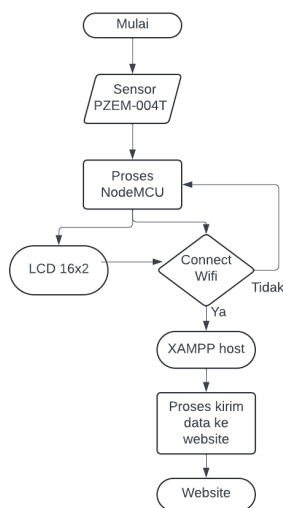 Mulai
Sensor
PZEM-004T
Proses
NodeMCU
LCD 16x2
Connect
Wifi
Tidak
Ya
XAMPP host
Proses kirim
data ke
website
Website